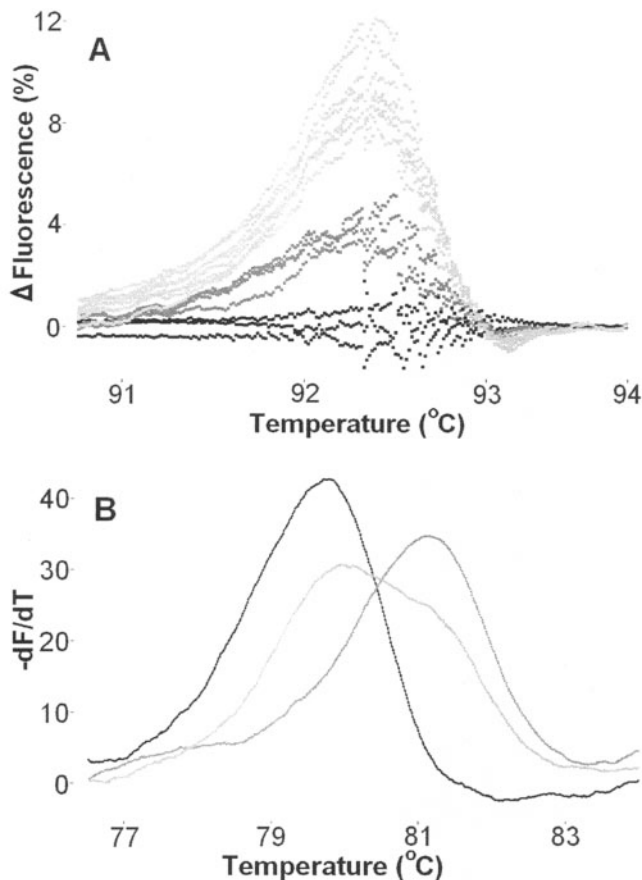 A
Δ Fluorescence (%)
12
8
4
0
91 92 93 94
Temperature (°C)
B
-dF/dT
40
30
20
10
0
77 79 81 83
Temperature (°C)